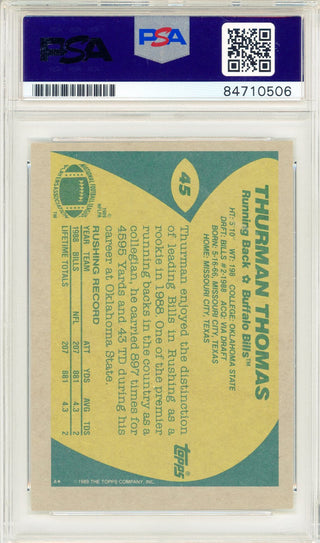 PSA
PSA
84710506
45
THURMAN THOMAS
Running Back ✩ Buffalo Bills™
HT: 5'10 WT: 198 COLLEGE: OKLAHOMA STATE
DRAFT: BILLS #2-1988 ACQ: VIA DRAFT
BORN: 5-16-66, MISSOURI CITY, TEXAS
HOME: MISSOURI CITY, TEXAS
Thurman enjoyed the distinction
of leading Bills in Rushing as a
rookie in 1988. One of the premier
running backs in the country as a
collegian, he carried 897 times for
4595 Yards and 43 TD during his
career at Oklahoma State.
RUSHING RECORD
YEAR TEAM ATT YDS AVG TDS
1988 BILLS NFL 207 881 4.3 2
LIFETIME TOTALS 207 881 4.3 2
Topps
© 1989 THE TOPPS COMPANY, INC.